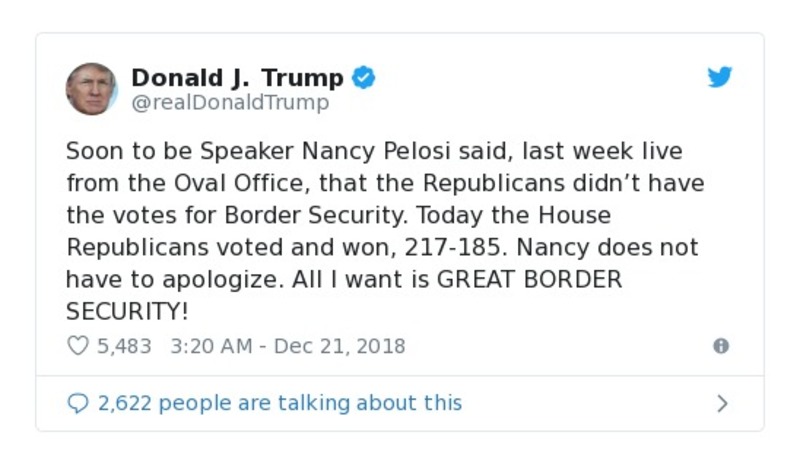 Donald J. Trump
@realDonaldTrump
Soon to be Speaker Nancy Pelosi said, last week live
from the Oval Office, that the Republicans didn’t have
the votes for Border Security. Today the House
Republicans voted and won, 217-185. Nancy does not
have to apologize. All I want is GREAT BORDER
SECURITY!
5,483 3:20 AM - Dec 21, 2018
2,622 people are talking about this